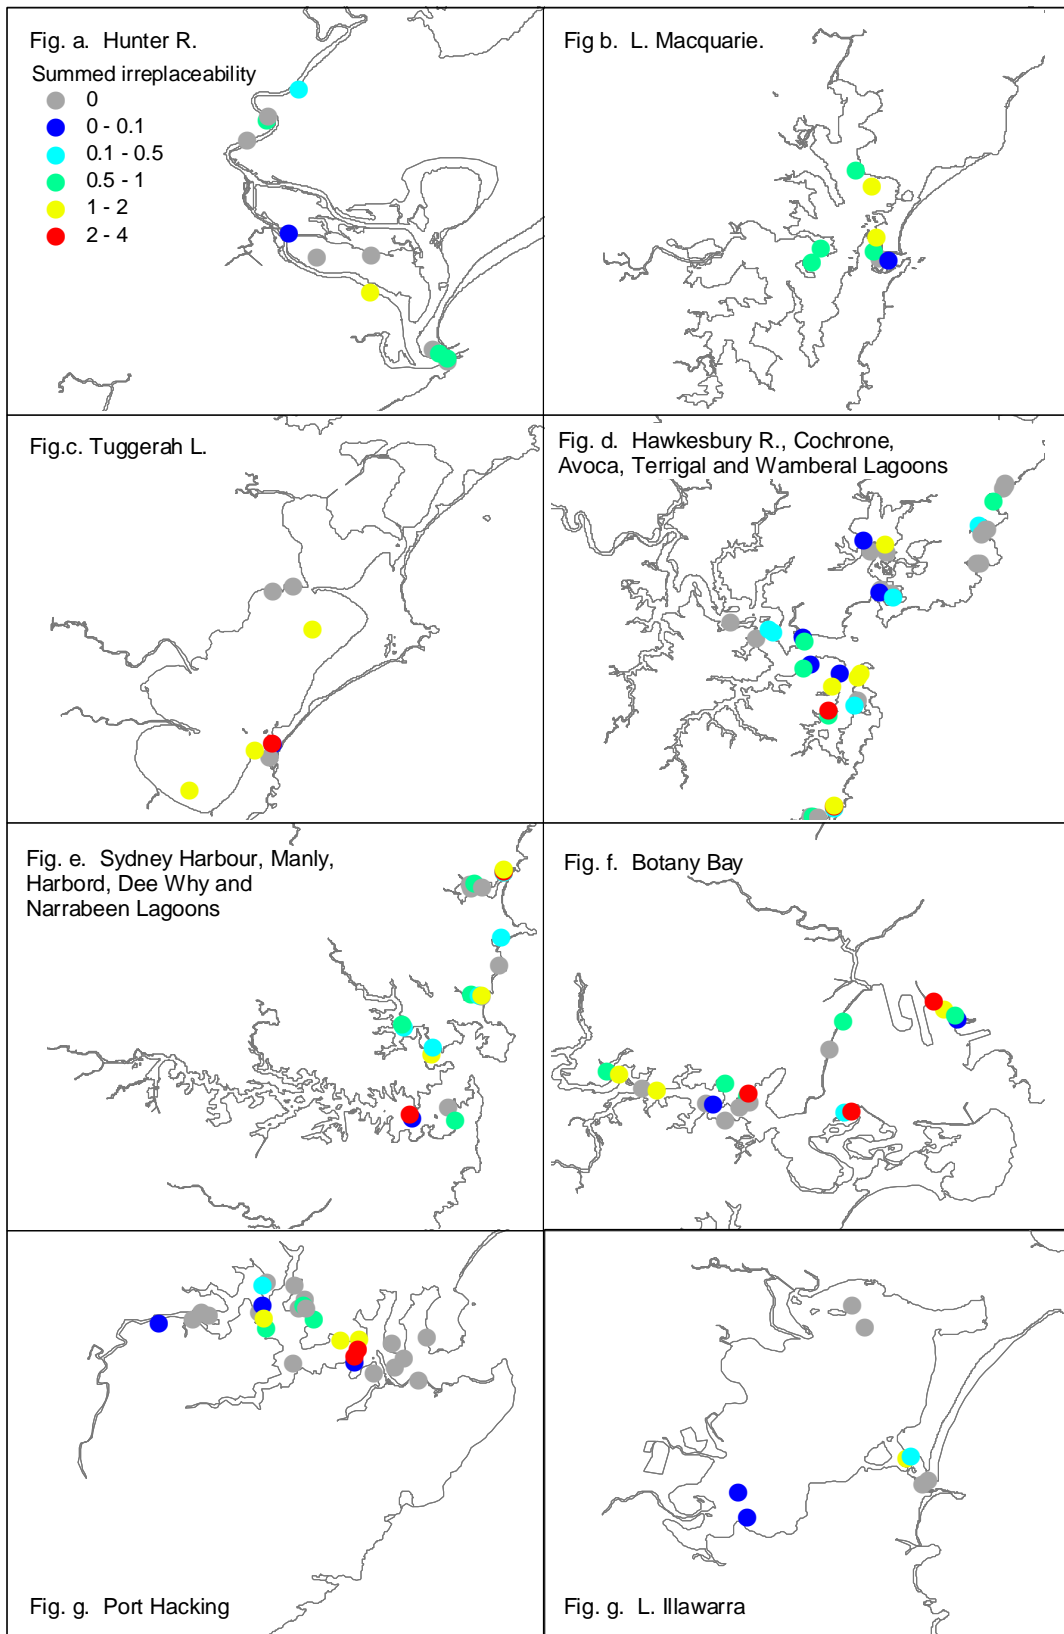 Fig. a. Hunter R.
Summed irreplaceability
0
0 - 0.1
0.1 - 0.5
0.5 - 1
1 - 2
2 - 4
Fig b. L. Macquarie.
Fig.c. Tuggerah L.
Fig. d. Hawkesbury R., Cochrone,
Avoca, Terrigal and Wamberal Lagoons
Fig. e. Sydney Harbour, Manly,
Harbord, Dee Why and
Narrabeen Lagoons
Fig. f. Botany Bay
Fig. g. Port Hacking
Fig. g. L. Illawarra